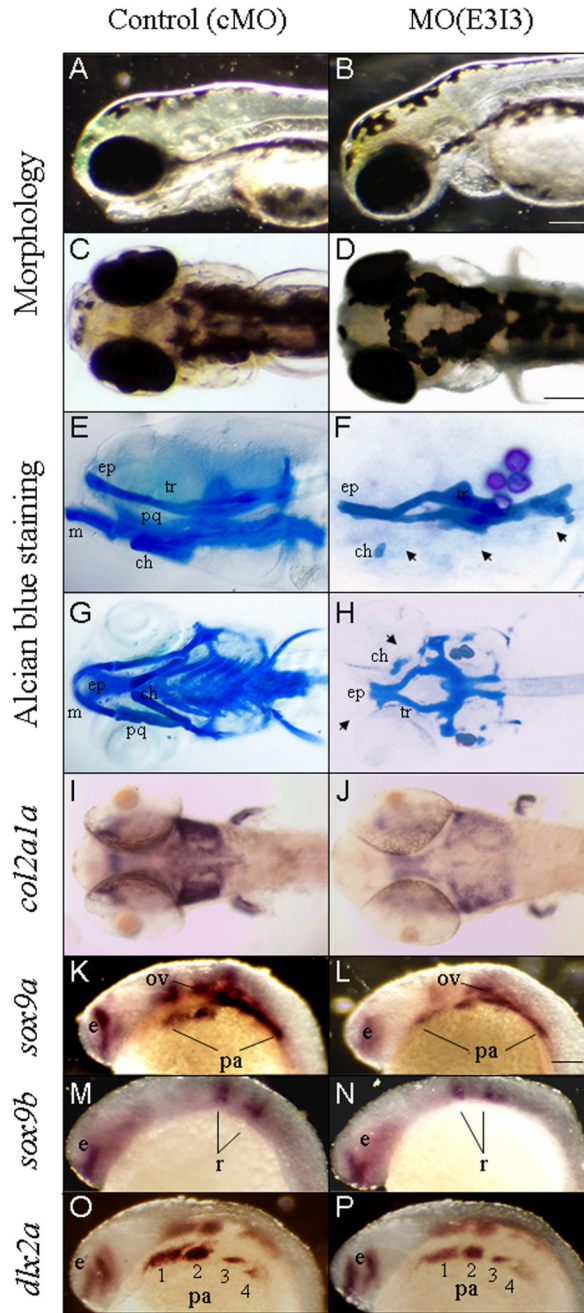 Control (cMO) MO(E3I3)
Morphology
A B
C D
Alcian blue staining
E ep tr pq m ch
F ep tr ch
G ep ch m pq
H ch ep tr
col2a1a
I J
sox9a
K ov e pa
L ov e pa
sox9b
M e r
N e r
dlx2a
O e 1 2 3 4 pa
P e 1 2 3 4 pa